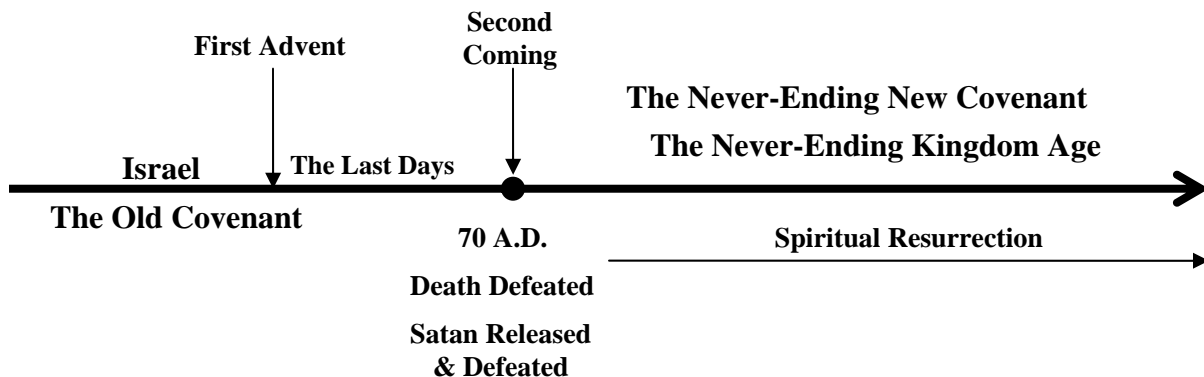 First Advent
Second
Coming
The Never-Ending New Covenant
The Never-Ending Kingdom Age
Israel
The Last Days
The Old Covenant
70 A.D.
Death Defeated
Satan Released
& Defeated
Spiritual Resurrection